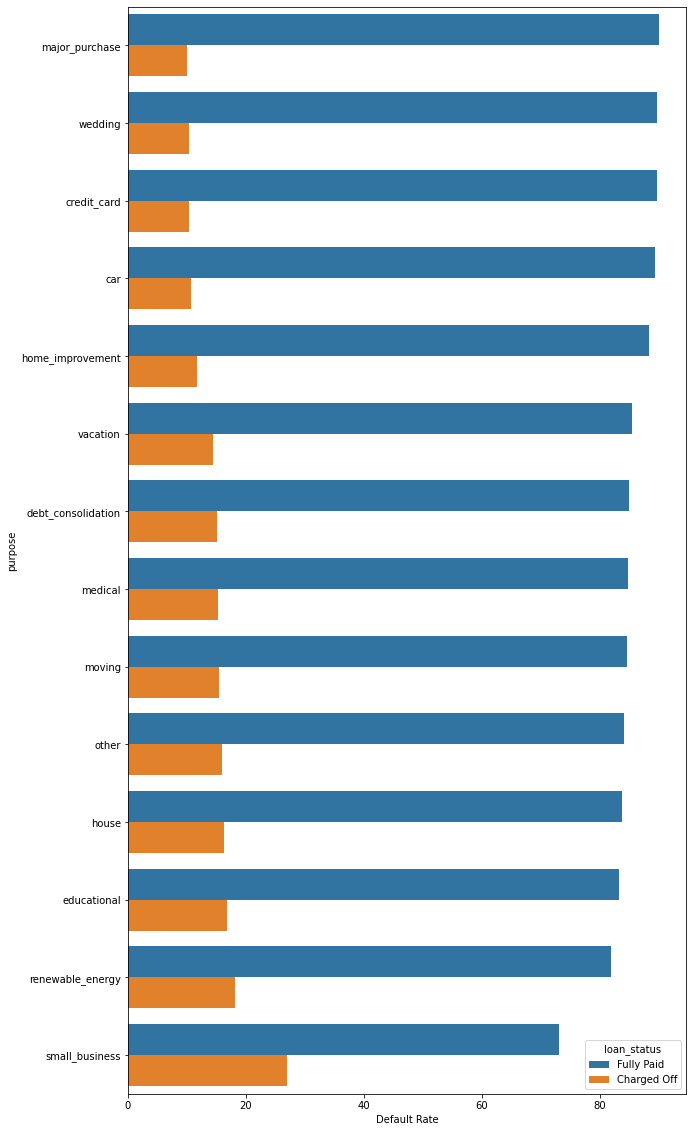 major_purchase
wedding
credit_card
car
home_improvement
vacation
debt_consolidation
medical
moving
other
house
educational
renewable_energy
small_business
purpose
0 20 40 60 80
Default Rate
loan_status
Fully Paid
Charged Off